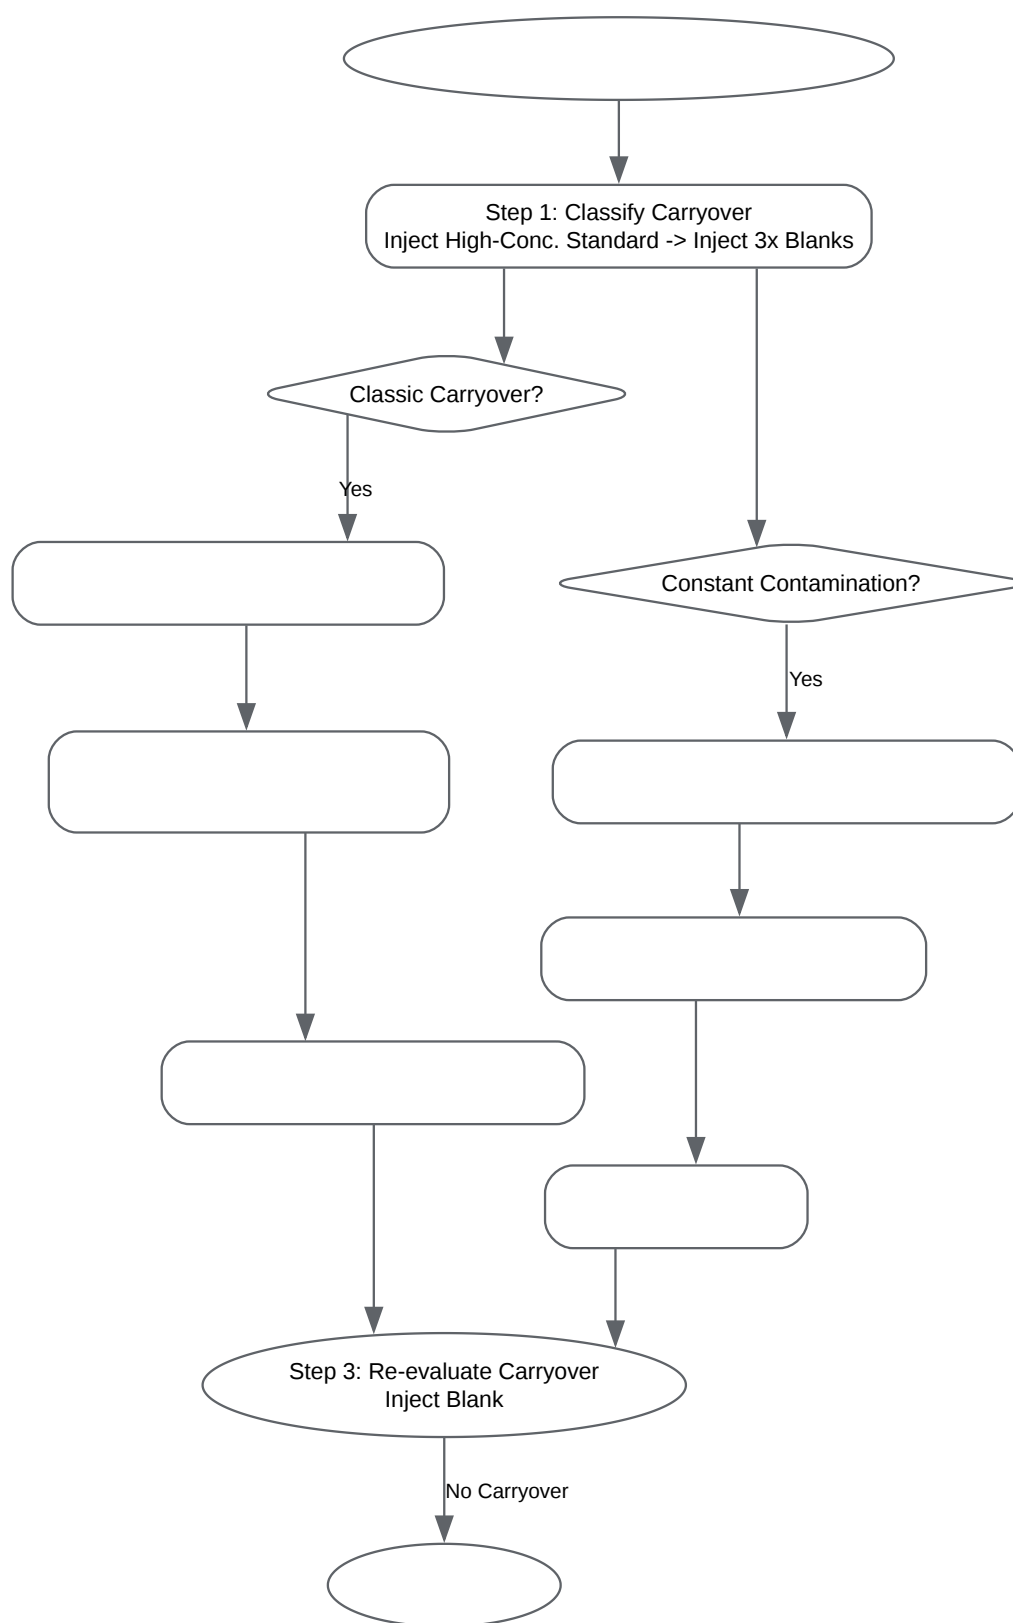 Step 1: Classify Carryover
Inject High-Conc. Standard -> Inject 3x Blanks
Classic Carryover?
Yes
Constant Contamination?
Yes
Step 3: Re-evaluate Carryover
Inject Blank
No Carryover